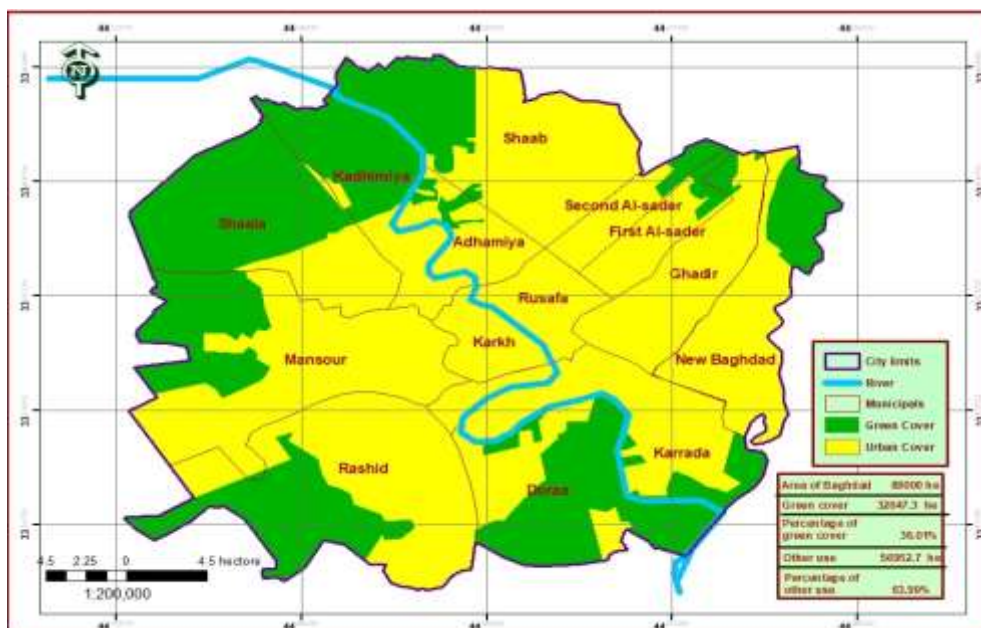 N
Shaab
Kadhimiya
Second Al-sader
Shaala
First Al-sader
Adhamiya
Ghadir
Rusafa
Karkh
Mansour
New Baghdad
Rashid
Doraa
Karrada
City limits
River
Municipals
Green Cover
Urban Cover
Area of Baghdad ha
Green cover 32047.3 ha
Percentage of
green cover 36.01%
Other use 56952.7 ha
Percentage of
other use 63.99%
4.5 2.25 0 4.5 hectors
1:200,000